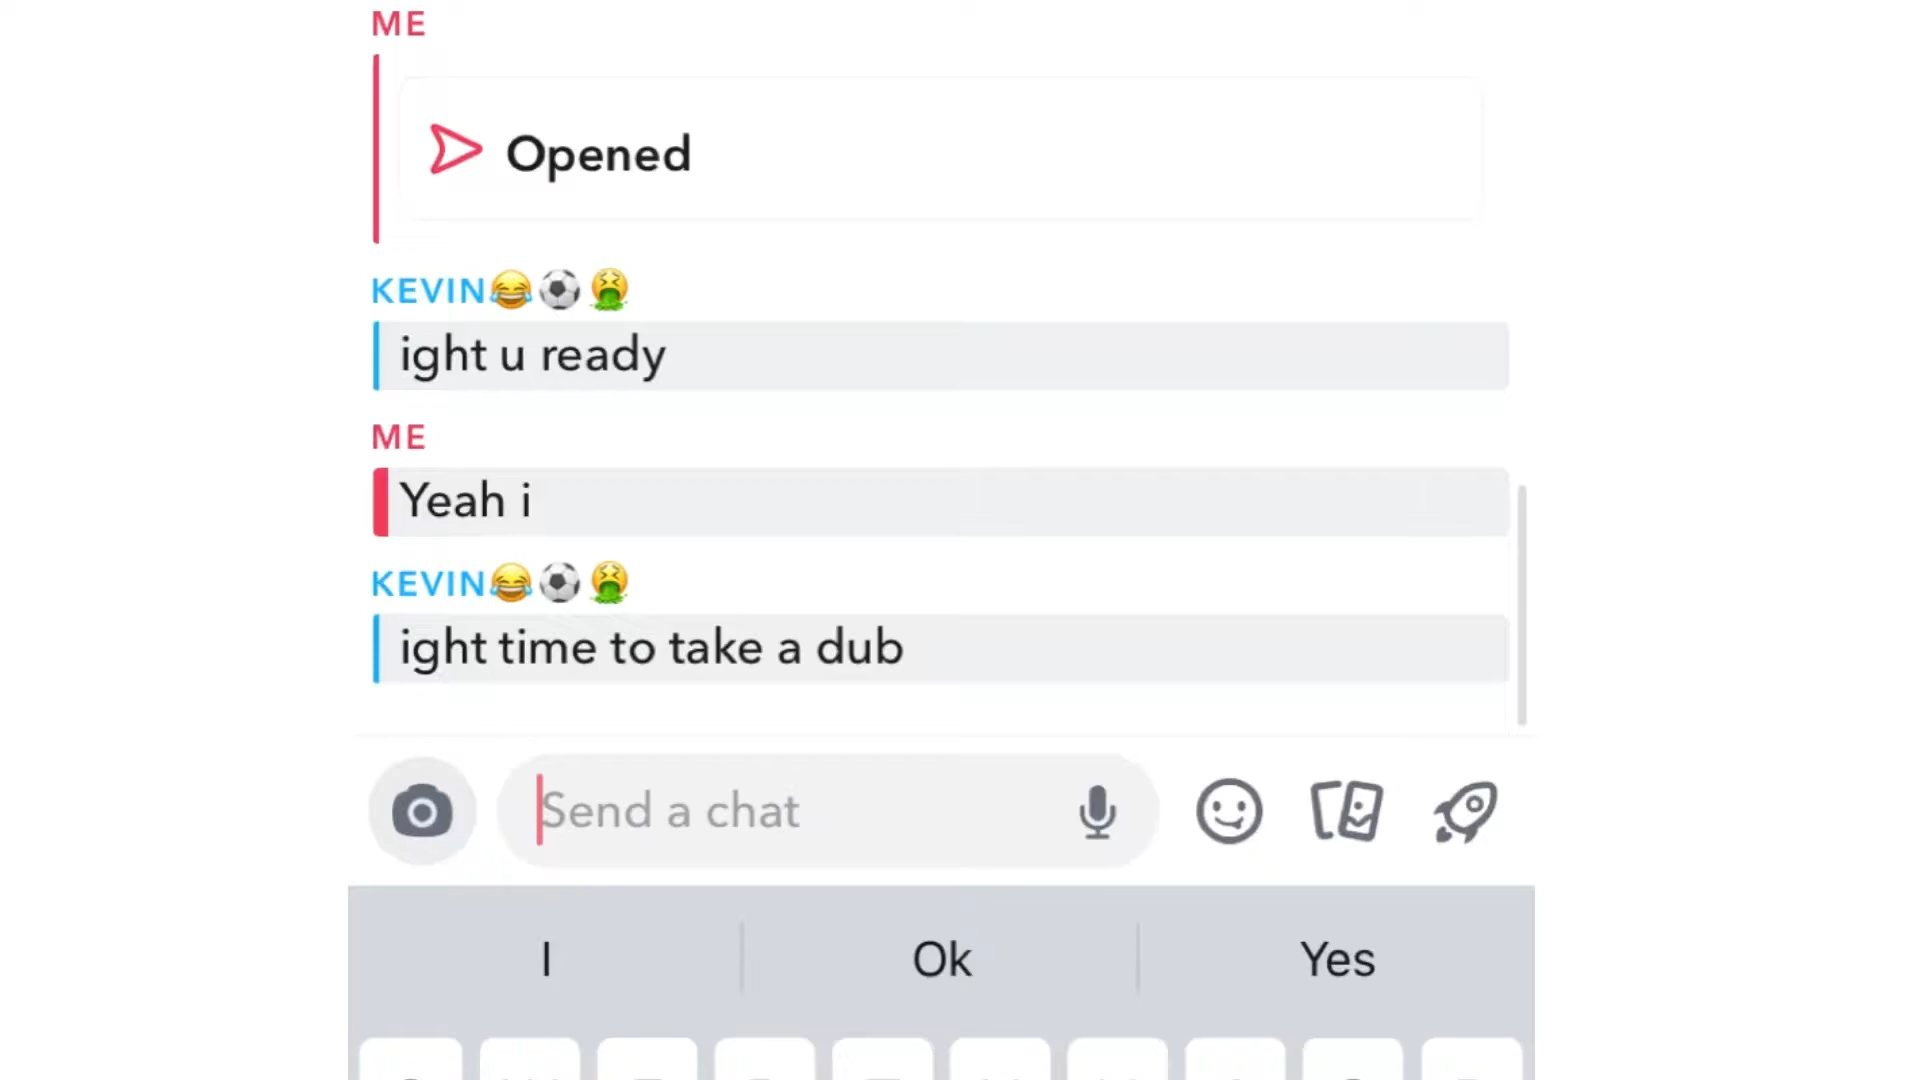 ME
Opened
KEVIN😂⚽🤮
ight u ready
ME
Yeah i
KEVIN😂⚽🤮
ight time to take a dub
Send a chat
I Ok Yes